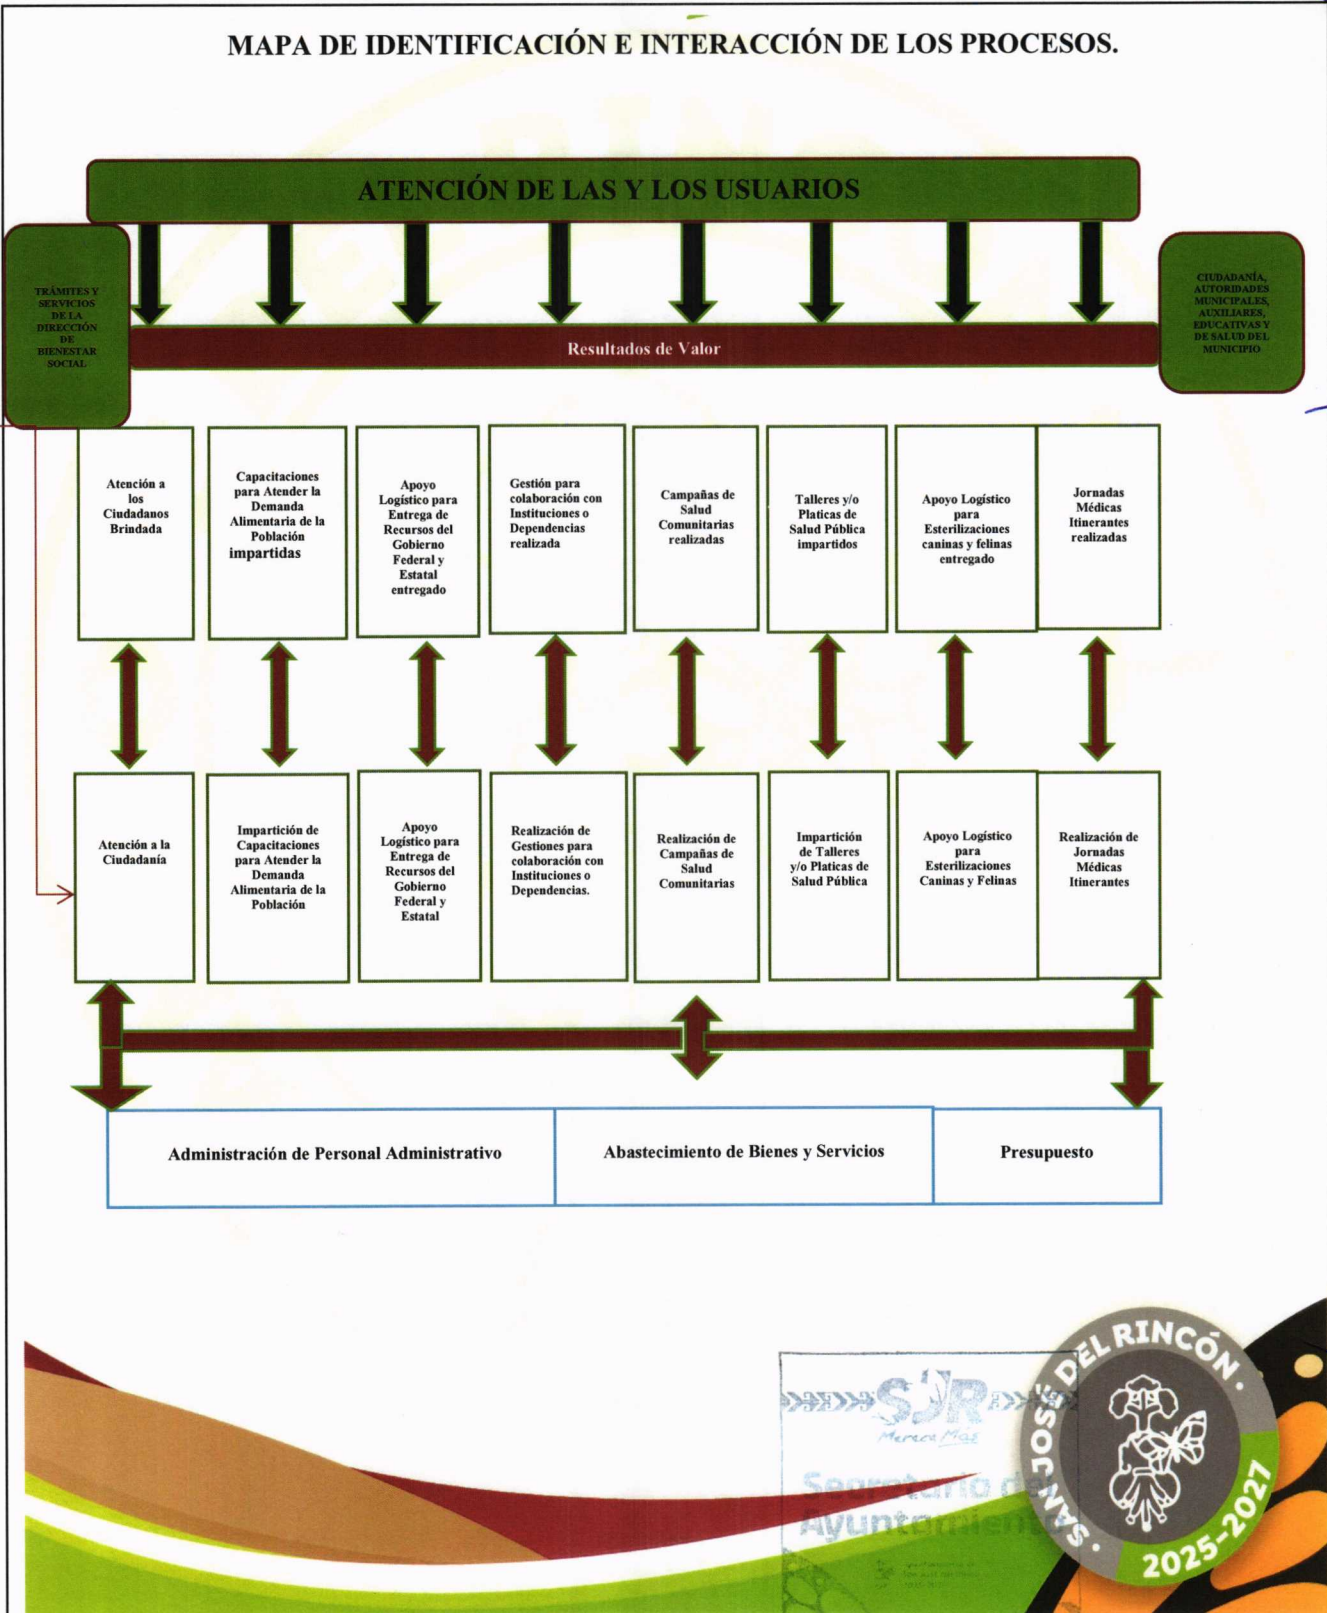 MAPA DE IDENTIFICACIÓN E INTERACCIÓN DE LOS PROCESOS.
ATENCIÓN DE LAS Y LOS USUARIOS
TRÁMITES Y
SERVICIOS
DE LA
DIRECCIÓN
DE
BIENESTAR
SOCIAL
CIUDADANÍA,
AUTORIDADES
MUNICIPALES,
AUXILIARES,
EDUCATIVAS Y
DE SALUD DEL
MUNICIPIO
Resultados de Valor
Atención a
los
Ciudadanos
Brindada
Capacitaciones
para Atender la
Demanda
Alimentaria de la
Población
impartidas
Apoyo
Logístico para
Entrega de
Recursos del
Gobierno
Federal y
Estatal
entregado
Gestión para
colaboración con
Instituciones o
Dependencias
realizada
Campañas de
Salud
Comunitarias
realizadas
Talleres y/o
Platicas de
Salud Pública
impartidos
Apoyo Logístico
para
Esterilizaciones
caninas y felinas
entregado
Jornadas
Médicas
Itinerantes
realizadas
Atención a la
Ciudadanía
Impartición de
Capacitaciones
para Atender la
Demanda
Alimentaria de la
Población
Apoyo
Logístico para
Entrega de
Recursos del
Gobierno
Federal y
Estatal
Realización de
Gestiones para
colaboración con
Instituciones o
Dependencias.
Realización de
Campañas de
Salud
Comunitarias
Impartición
de Talleres
y/o Platicas de
Salud Pública
Apoyo Logístico
para
Esterilizaciones
Caninas y Felinas
Realización de
Jornadas
Médicas
Itinerantes
Administración de Personal Administrativo
Abastecimiento de Bienes y Servicios
Presupuesto
SJR
Merece Más
Secretario del
Ayuntamiento
· SAN JOSÉ DEL RINCÓN ·
2025-2027